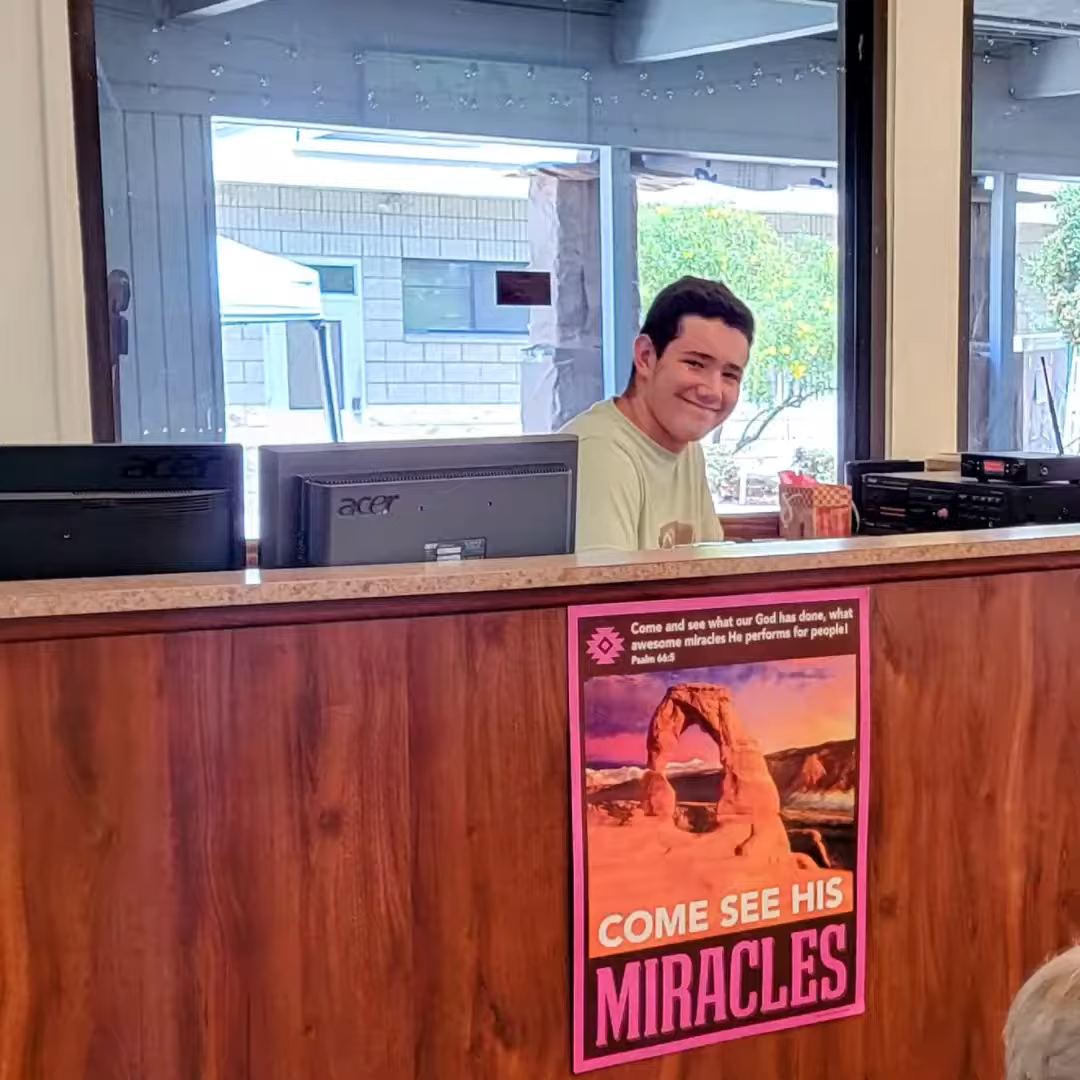 acer
acer
Come and see what our God has done, what
awesome miracles He performs for people!
Psalm 66:5
COME SEE HIS
MIRACLES